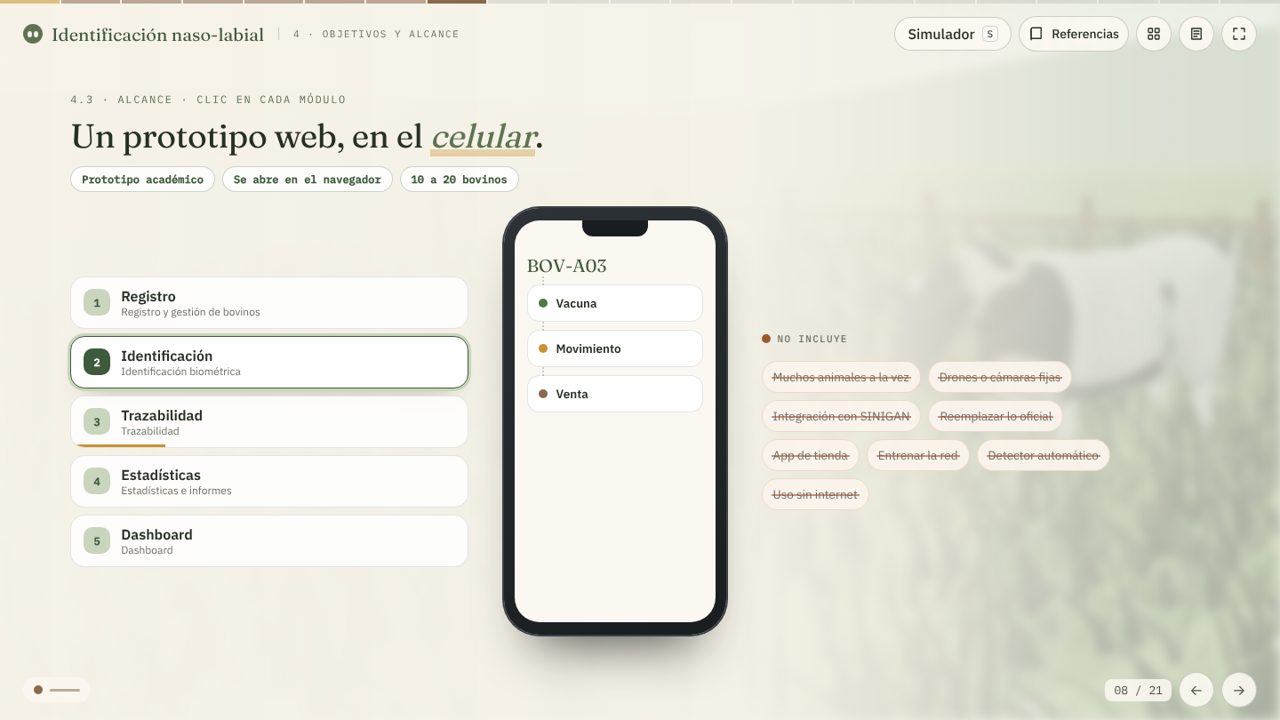 Identificación naso-labial
4 · OBJETIVOS Y ALCANCE
Simulador S
Referencias
4.3 · ALCANCE · CLIC EN CADA MÓDULO
Un prototipo web, en el celular.
Prototipo académico
Se abre en el navegador
10 a 20 bovinos
1 Registro
Registro y gestión de bovinos
2 Identificación
Identificación biométrica
3 Trazabilidad
Trazabilidad
4 Estadísticas
Estadísticas e informes
5 Dashboard
Dashboard
BOV-A03
Vacuna
Movimiento
Venta
NO INCLUYE
Muchos animales a la vez
Drones o cámaras fijas
Integración con SINIGAN
Reemplazar lo oficial
App de tienda
Entrenar la red
Detector automático
Uso sin internet
08 / 21